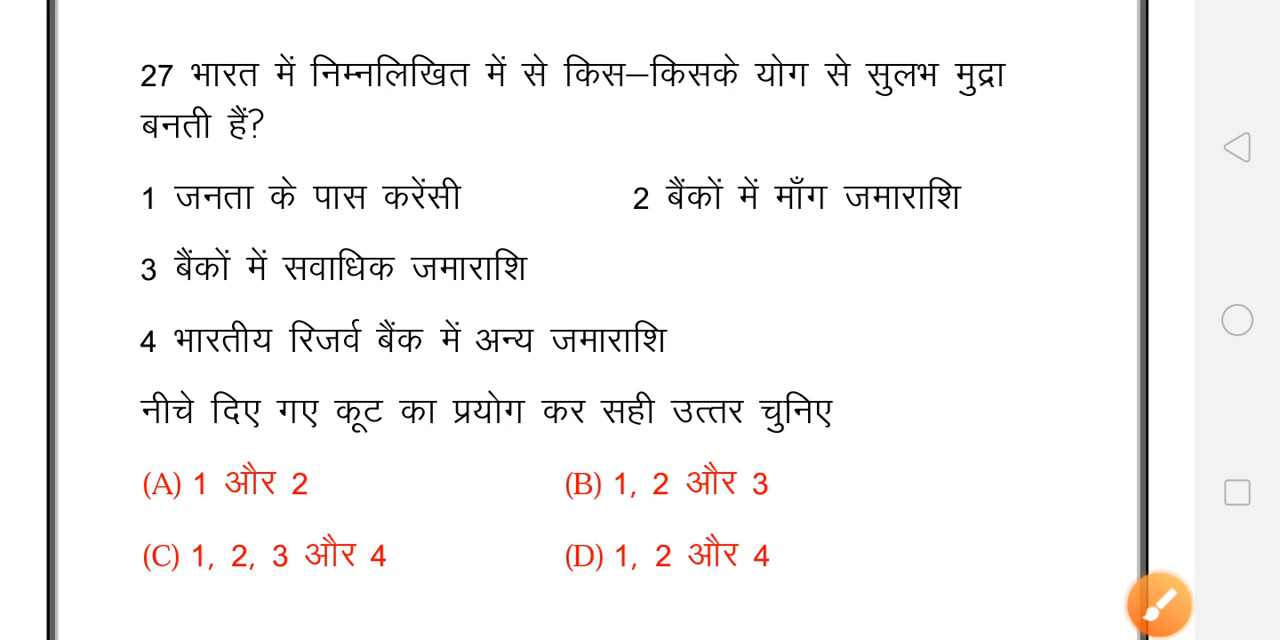 27 भारत में निम्नलिखित में से किस–किसके योग से सुलभ मुद्रा
बनती हैं?
1 जनता के पास करेंसी 2 बैंकों में माँग जमाराशि
3 बैंकों में सवाधिक जमाराशि
4 भारतीय रिजर्व बैंक में अन्य जमाराशि
नीचे दिए गए कूट का प्रयोग कर सही उत्तर चुनिए
(A) 1 और 2 (B) 1, 2 और 3
(C) 1, 2, 3 और 4 (D) 1, 2 और 4